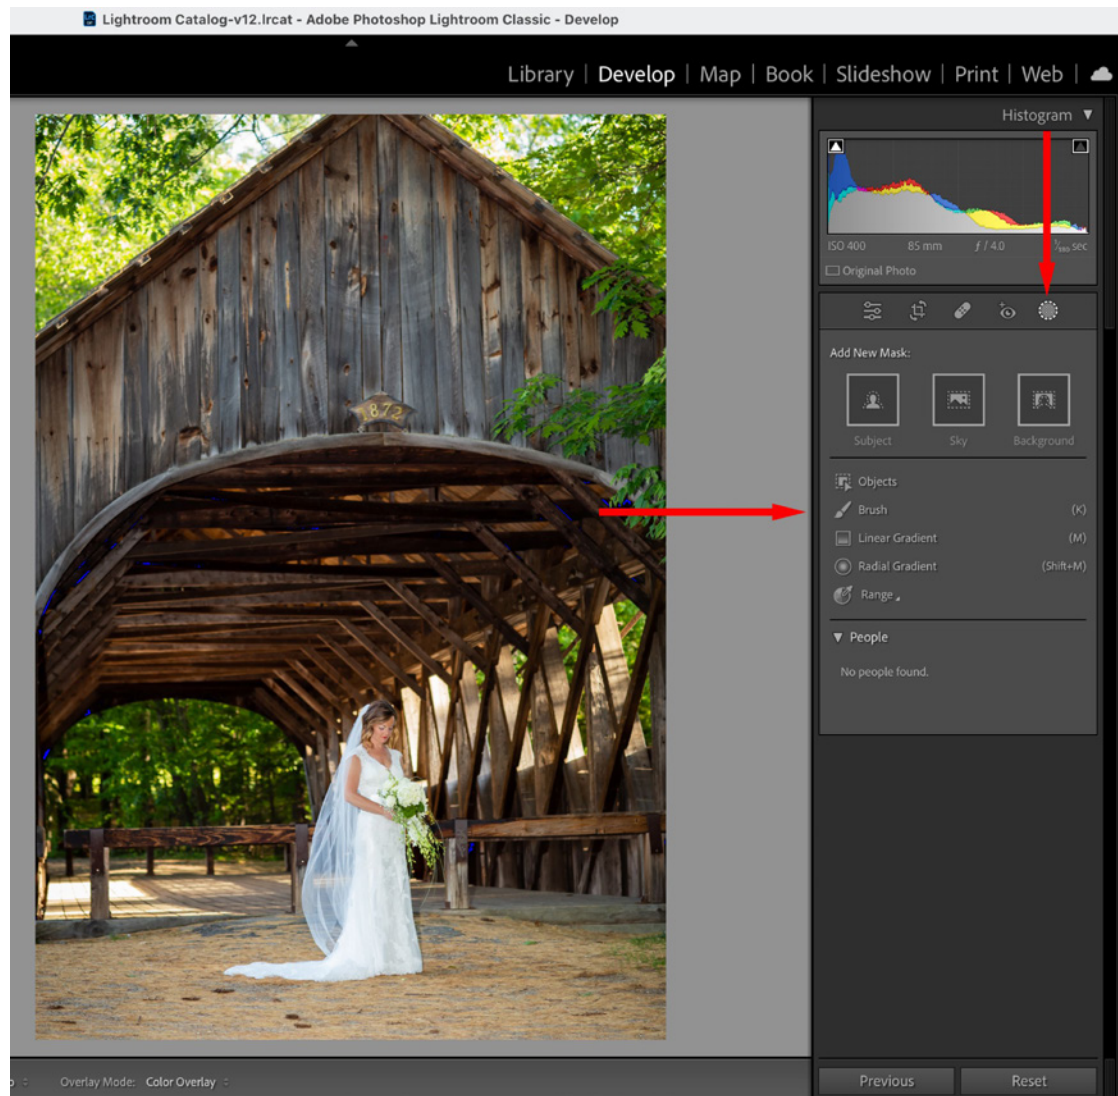 Lightroom Catalog-v12.lrcat - Adobe Photoshop Lightroom Classic - Develop
Library | Develop | Map | Book | Slideshow | Print | Web |
Histogram
ISO 400 85 mm ƒ / 4.0 sec
Original Photo
Add New Mask:
Subject Sky Background
1872
Objects
Brush (K)
Linear Gradient (M)
Radial Gradient (Shift+M)
Range
People
No people found.
Overlay Mode: Color Overlay
Previous Reset